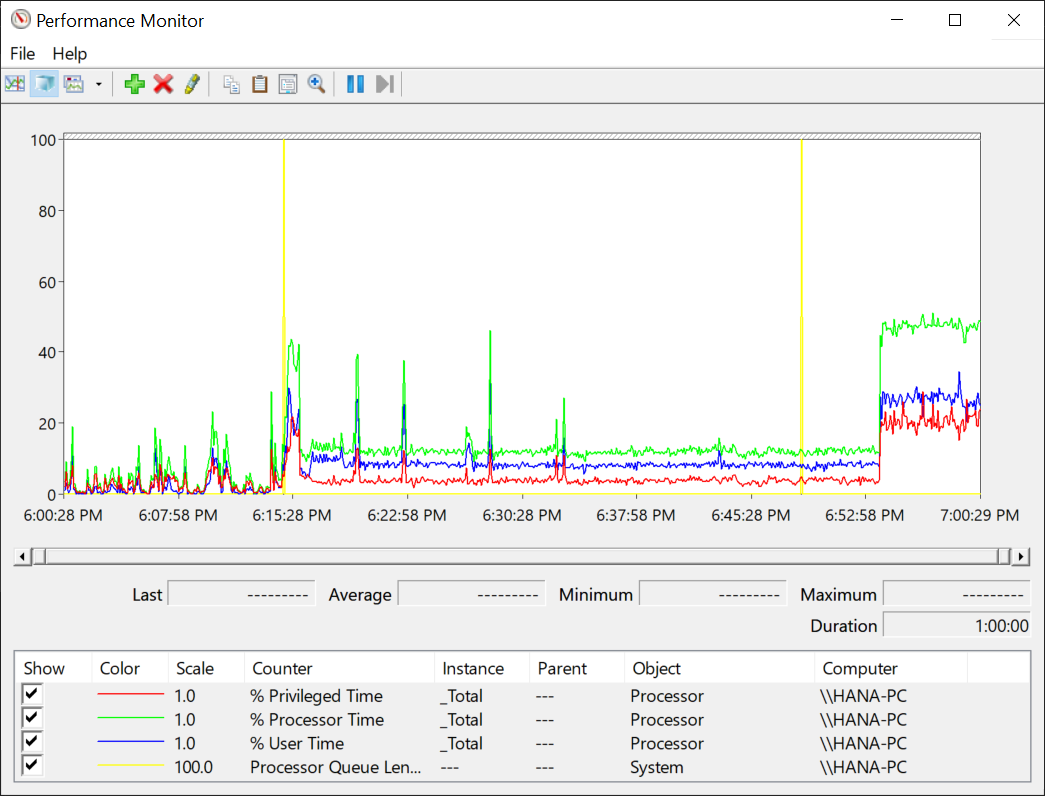 Performance Monitor
File Help
100
80
60
40
20
0
6:00:28 PM 6:07:58 PM 6:15:28 PM 6:22:58 PM 6:30:28 PM 6:37:58 PM 6:45:28 PM 6:52:58 PM 7:00:29 PM
Last --------- Average --------- Minimum --------- Maximum ---------
Duration 1:00:00
Show Color Scale Counter Instance Parent Object Computer
1.0 % Privileged Time _Total --- Processor \\HANA-PC
1.0 % Processor Time _Total --- Processor \\HANA-PC
1.0 % User Time _Total --- Processor \\HANA-PC
100.0 Processor Queue Len... --- --- System \\HANA-PC